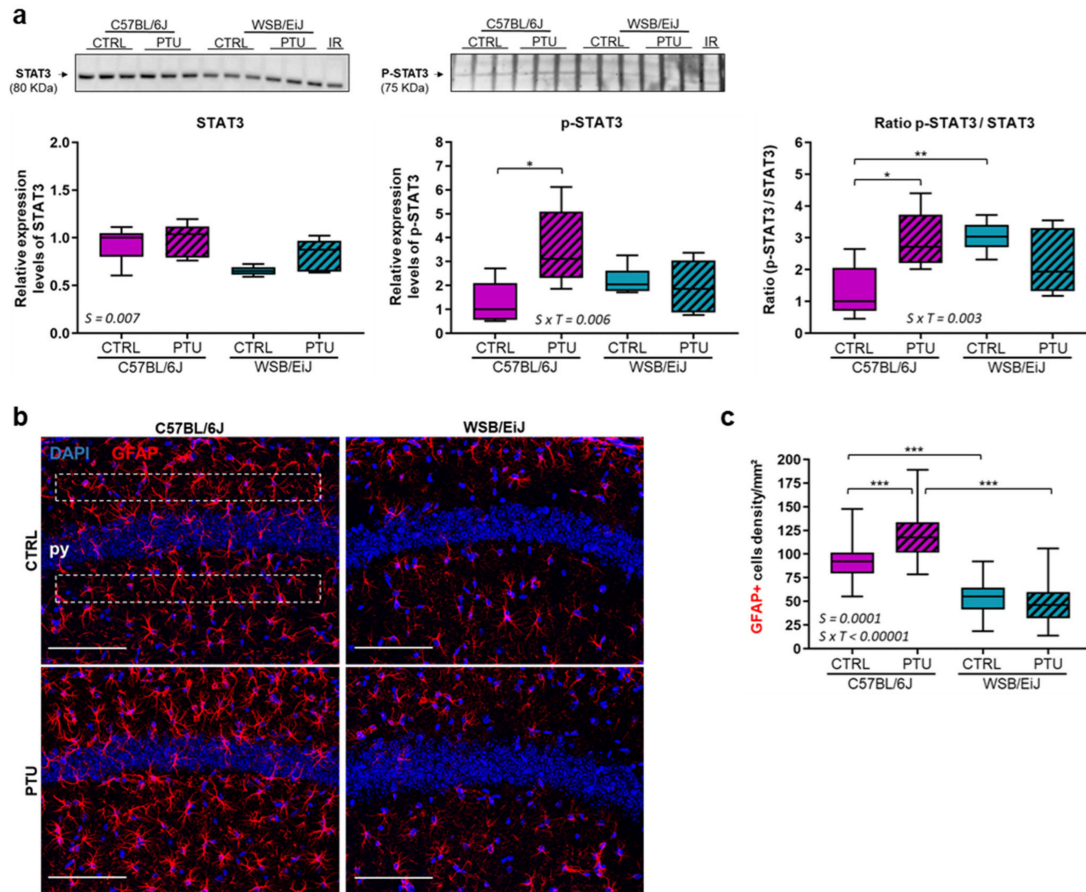 a
C57BL/6J WSB/EiJ
CTRL PTU CTRL PTU IR
STAT3
(80 KDa)
C57BL/6J WSB/EiJ
CTRL PTU CTRL PTU IR
P-STAT3
(75 KDa)
STAT3
Relative expression
levels of STAT3
2.0
1.5
1.0
0.5
0.0
S = 0.007
CTRL PTU CTRL PTU
C57BL/6J WSB/EiJ
p-STAT3
Relative expression
levels of p-STAT3
8
7
6
5
4
3
2
1
0
*
S x T = 0.006
CTRL PTU CTRL PTU
C57BL/6J WSB/EiJ
Ratio p-STAT3 / STAT3
Ratio (p-STAT3 / STAT3)
6
5
4
3
2
1
0
**
*
S x T = 0.003
CTRL PTU CTRL PTU
C57BL/6J WSB/EiJ
b
C57BL/6J WSB/EiJ
DAPI GFAP
CTRL
py
PTU
c
GFAP+ cells density/mm²
200
175
150
125
100
75
50
25
0
***
*** ***
S = 0.0001
S x T < 0.00001
CTRL PTU CTRL PTU
C57BL/6J WSB/EiJ